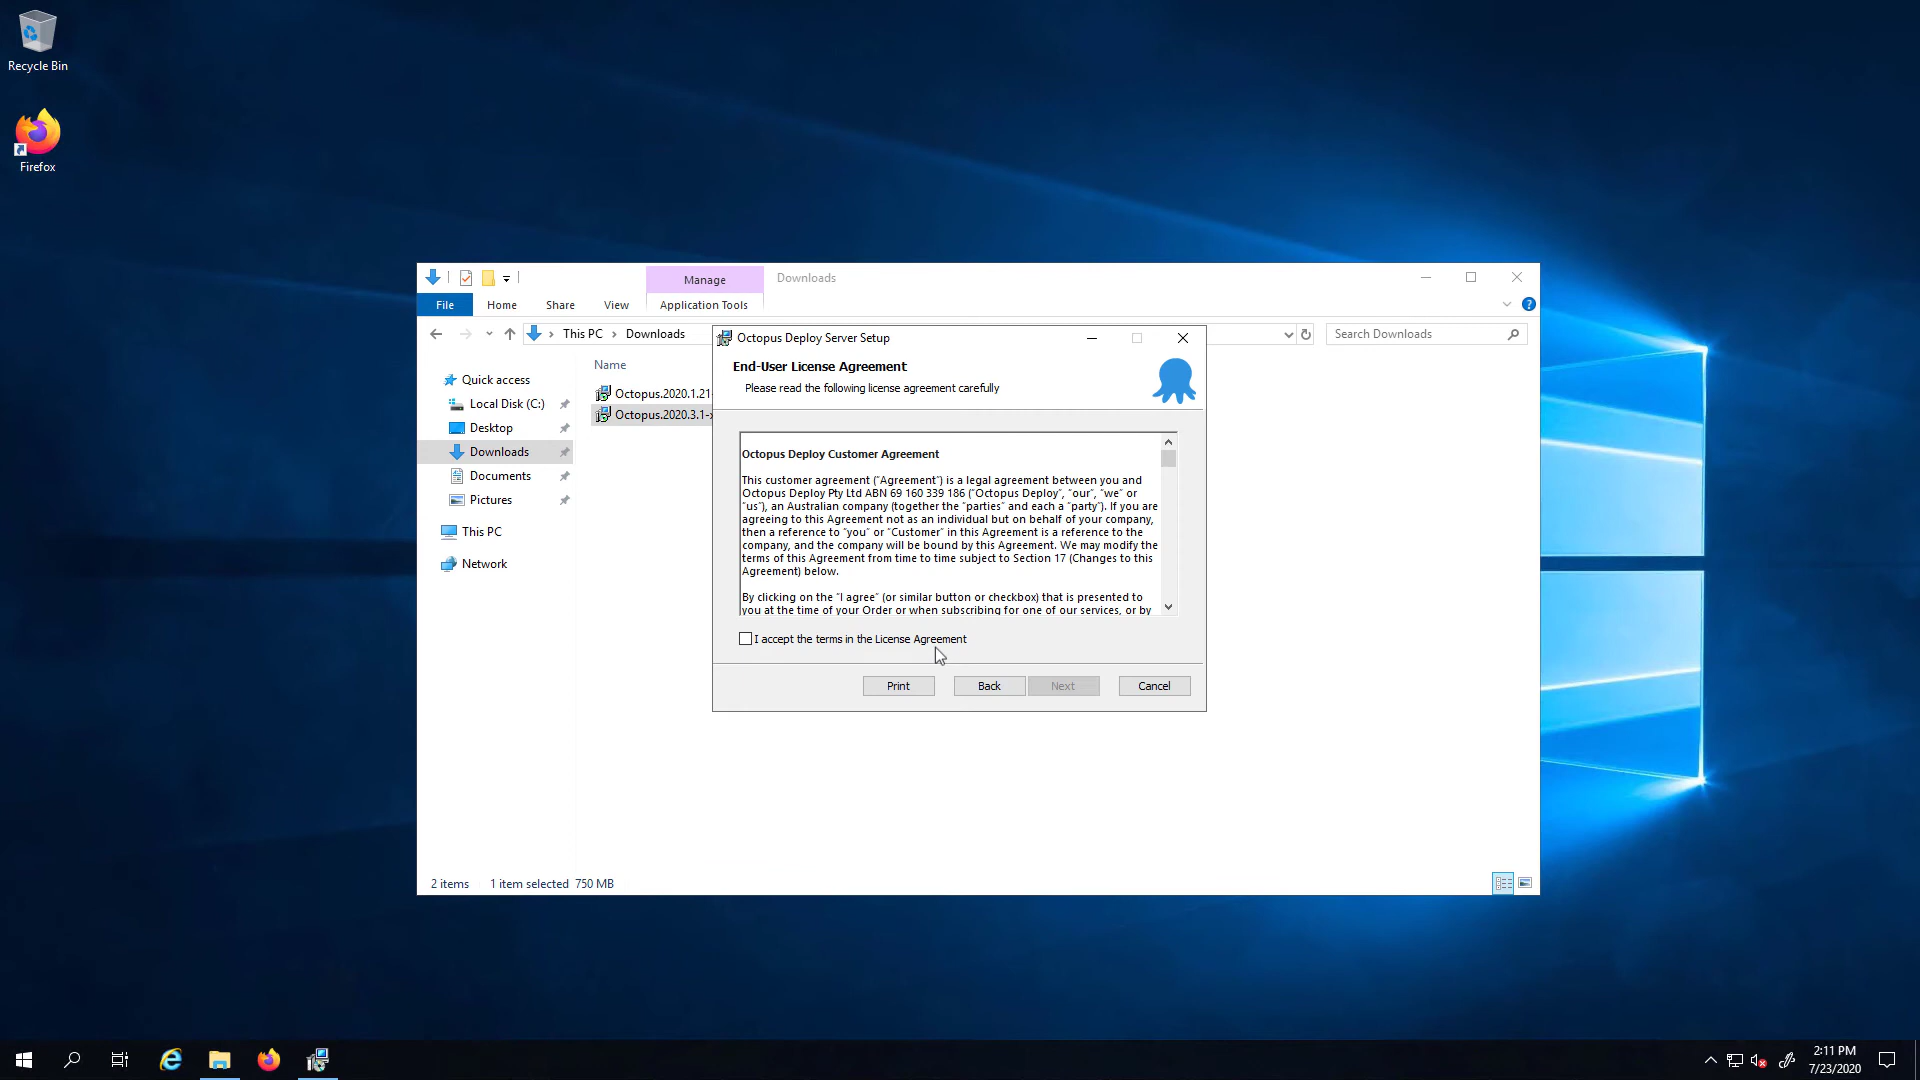 Recycle Bin
Firefox
Manage
Downloads
File
Home
Share
View
Application Tools
This PC
Downloads
Search Downloads
Name
Quick access
Local Disk (C:)
Desktop
Downloads
Documents
Pictures
This PC
Network
Octopus.2020.1.21
Octopus.2020.3.1-x
Octopus Deploy Server Setup
End-User License Agreement
Please read the following license agreement carefully
Octopus Deploy Customer Agreement
This customer agreement ("Agreement") is a legal agreement between you and
Octopus Deploy Pty Ltd ABN 69 160 339 186 ("Octopus Deploy", "our", "we" or
"us"), an Australian company (together the "parties" and each a "party"). If you are
agreeing to this Agreement not as an individual but on behalf of your company,
then a reference to "you" or "Customer" in this Agreement is a reference to the
company, and the company will be bound by this Agreement. We may modify the
terms of this Agreement from time to time subject to Section 17 (Changes to this
Agreement) below.
By clicking on the "I agree" (or similar button or checkbox) that is presented to
you at the time of your Order or when subscribing for one of our services, or by
I accept the terms in the License Agreement
Print
Back
Next
Cancel
2 items
1 item selected 750 MB
2:11 PM
7/23/2020